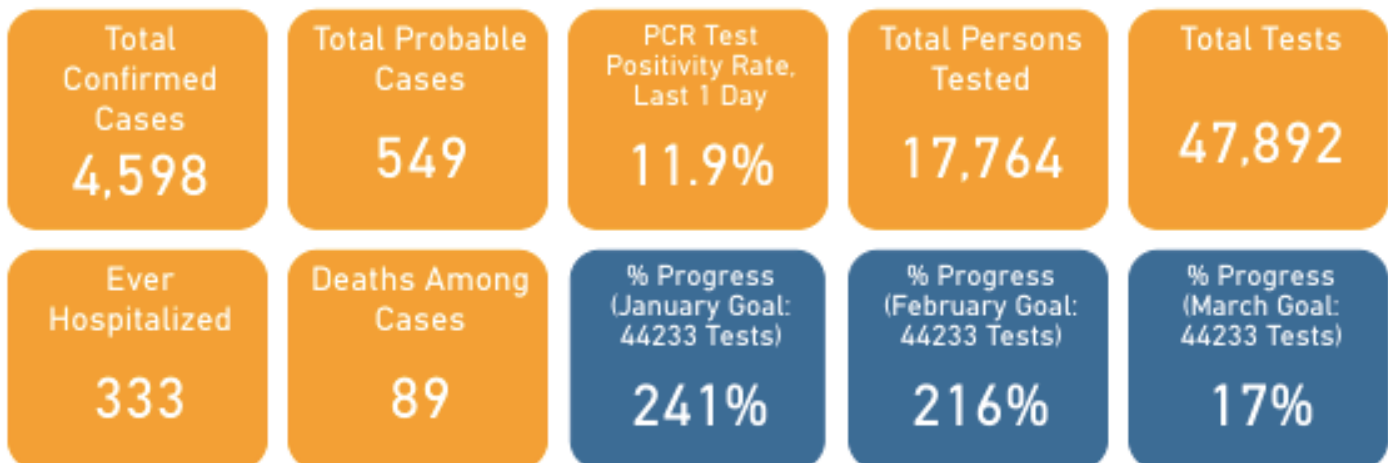 Total
Confirmed
Cases
4,598
Total Probable
Cases
549
PCR Test
Positivity Rate,
Last 1 Day
11.9%
Total Persons
Tested
17,764
Total Tests
47,892
Ever
Hospitalized
333
Deaths Among
Cases
89
% Progress
(January Goal:
44233 Tests)
241%
% Progress
(February Goal:
44233 Tests)
216%
% Progress
(March Goal:
44233 Tests)
17%